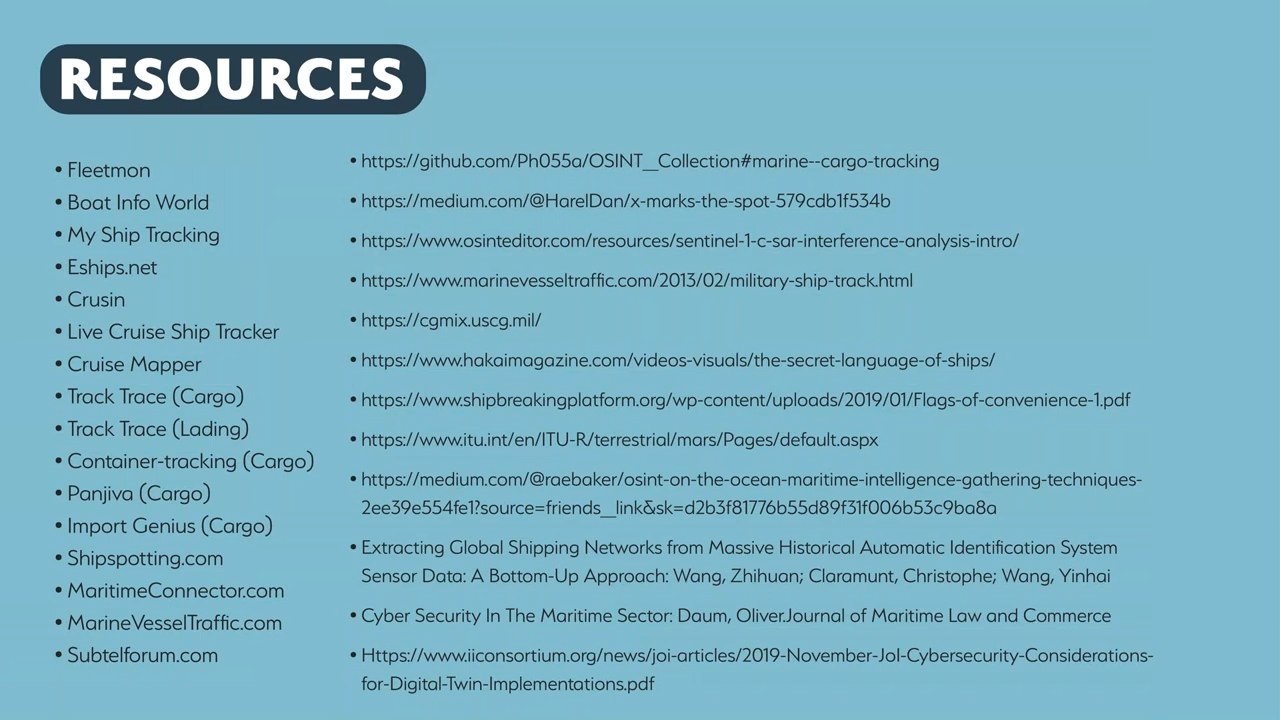 RESOURCES
• Fleetmon
• Boat Info World
• My Ship Tracking
• Eships.net
• Crusin
• Live Cruise Ship Tracker
• Cruise Mapper
• Track Trace (Cargo)
• Track Trace (Lading)
• Container-tracking (Cargo)
• Panjiva (Cargo)
• Import Genius (Cargo)
• Shipspotting.com
• MaritimeConnector.com
• MarineVesselTraffic.com
• Subtelforum.com
• https://github.com/Ph055a/OSINT_Collection#marine--cargo-tracking
• https://medium.com/@HarelDan/x-marks-the-spot-579cdb1f534b
• https://www.osinteditor.com/resources/sentinel-1-c-sar-interference-analysis-intro/
• https://www.marinevesseltraffic.com/2013/02/military-ship-track.html
• https://cgmix.uscg.mil/
• https://www.hakaimagazine.com/videos-visuals/the-secret-language-of-ships/
• https://www.shipbreakingplatform.org/wp-content/uploads/2019/01/Flags-of-convenience-1.pdf
• https://www.itu.int/en/ITU-R/terrestrial/mars/Pages/default.aspx
• https://medium.com/@raebaker/osint-on-the-ocean-maritime-intelligence-gathering-techniques-
2ee39e554fe1?source=friends_link&sk=d2b3f81776b55d89f31f006b53c9ba8a
• Extracting Global Shipping Networks from Massive Historical Automatic Identification System
Sensor Data: A Bottom-Up Approach: Wang, Zhihuan; Claramunt, Christophe; Wang, Yinhai
• Cyber Security In The Maritime Sector: Daum, Oliver.Journal of Maritime Law and Commerce
• Https://www.iiconsortium.org/news/joi-articles/2019-November-JoI-Cybersecurity-Considerations-
for-Digital-Twin-Implementations.pdf